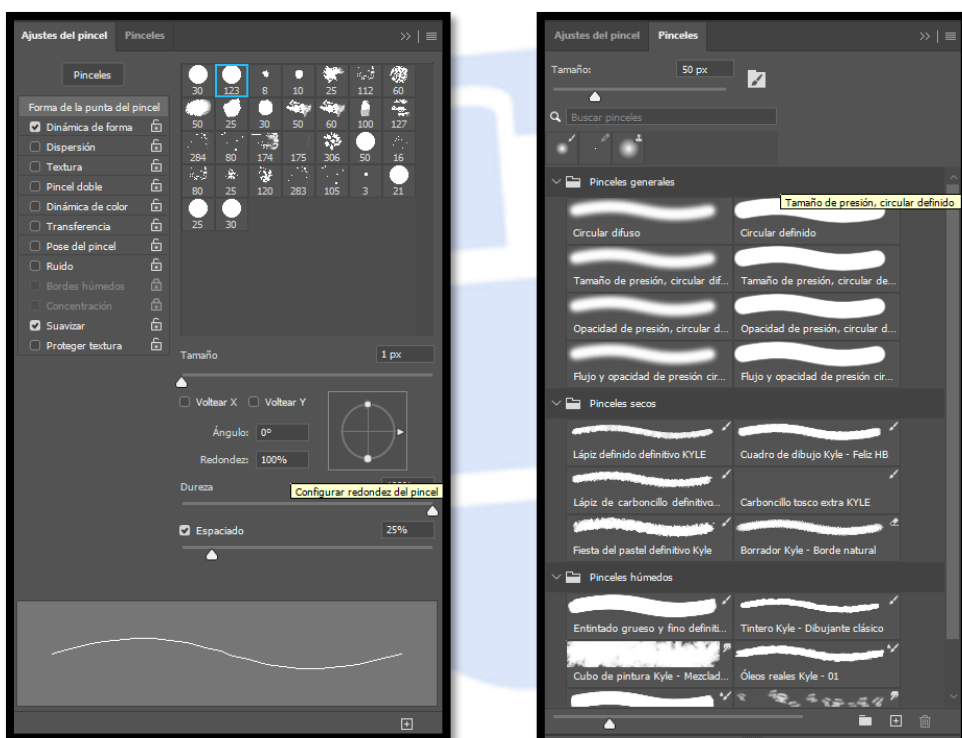 Ajustes del pincel Pinceles
Pinceles
Forma de la punta del pincel
Dinámica de forma
Dispersión
Textura
Pincel doble
Dinámica de color
Transferencia
Pose del pincel
Ruido
Bordes húmedos
Concentración
Suavizar
Proteger textura
30 123 8 10 25 112 60
50 25 30 50 60 100 127
284 80 174 175 306 50 16
80 25 120 283 105 3 21
25 30
Tamaño 1 px
Voltear X Voltear Y
Ángulo: 0°
Redondez: 100%
Dureza
Configurar redondez del pincel
Espaciado 25%
Ajustes del pincel Pinceles
Tamaño: 50 px
Buscar pinceles
Pinceles generales
Tamaño de presión, circular definido
Circular difuso Circular definido
Tamaño de presión, circular dif... Tamaño de presión, circular de...
Opacidad de presión, circular d... Opacidad de presión, circular d...
Flujo y opacidad de presión cir... Flujo y opacidad de presión cir...
Pinceles secos
Lápiz definido definitivo KYLE Cuadro de dibujo Kyle - Feliz HB
Lápiz de carboncillo definitivo... Carboncillo tosco extra KYLE
Fiesta del pastel definitivo Kyle Borrador Kyle - Borde natural
Pinceles húmedos
Entintado grueso y fino definiti... Tintero Kyle - Dibujante clásico
Cubo de pintura Kyle - Mezclad... Óleos reales Kyle - 01